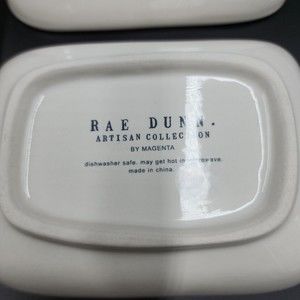 RAE DUNN.
ARTISAN COLLECTION
BY MAGENTA
dishwasher safe. may get hot in microwave.
made in china.